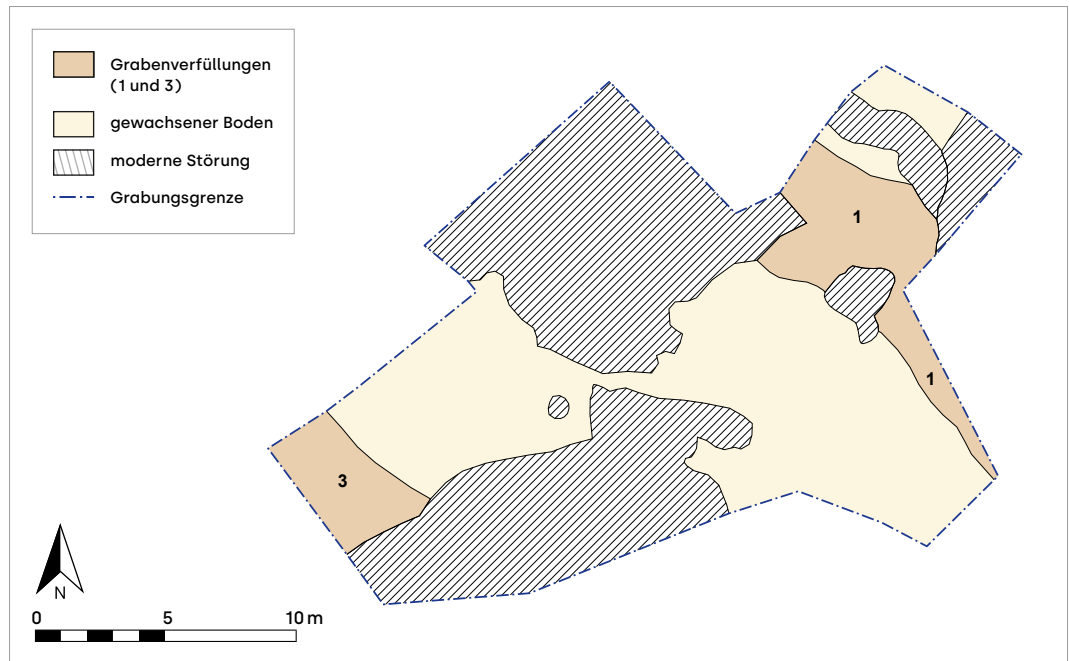 Grabenverfüllungen
(1 und 3)
gewachsener Boden
moderne Störung
Grabungsgrenze
1
1
3
N
0 5 10 m